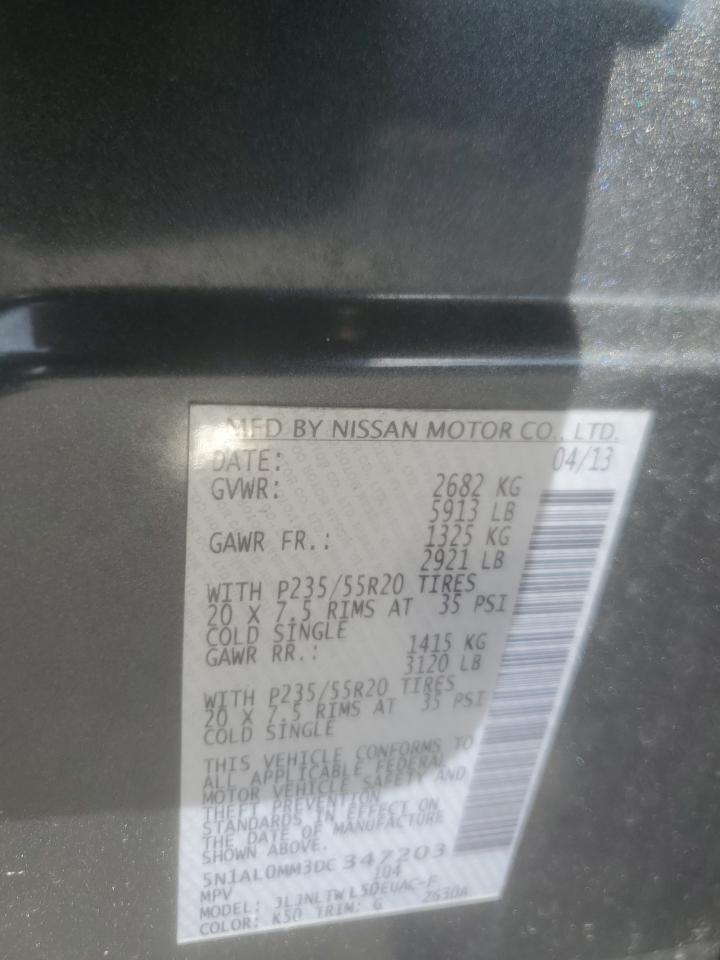 MFD BY NISSAN MOTOR CO., LTD.
DATE: 04/13
GVWR: 2682 KG
5913 LB
GAWR FR.: 1325 KG
2921 LB
WITH P235/55R20 TIRES
20 X 7.5 RIMS AT 35 PSI
COLD SINGLE
GAWR RR.: 1415 KG
3120 LB
WITH P235/55R20 TIRES
20 X 7.5 RIMS AT 35 PSI
COLD SINGLE
THIS VEHICLE CONFORMS TO
ALL APPLICABLE FEDERAL
MOTOR VEHICLE SAFETY AND
THEFT PREVENTION
STANDARDS IN EFFECT ON
THE DATE OF MANUFACTURE
SHOWN ABOVE.
5N1AL0MM3DC347203
MPV 104
MODEL: JLJNLTWL50EUAC-F
COLOR: K50 TRIM: G 2S30A